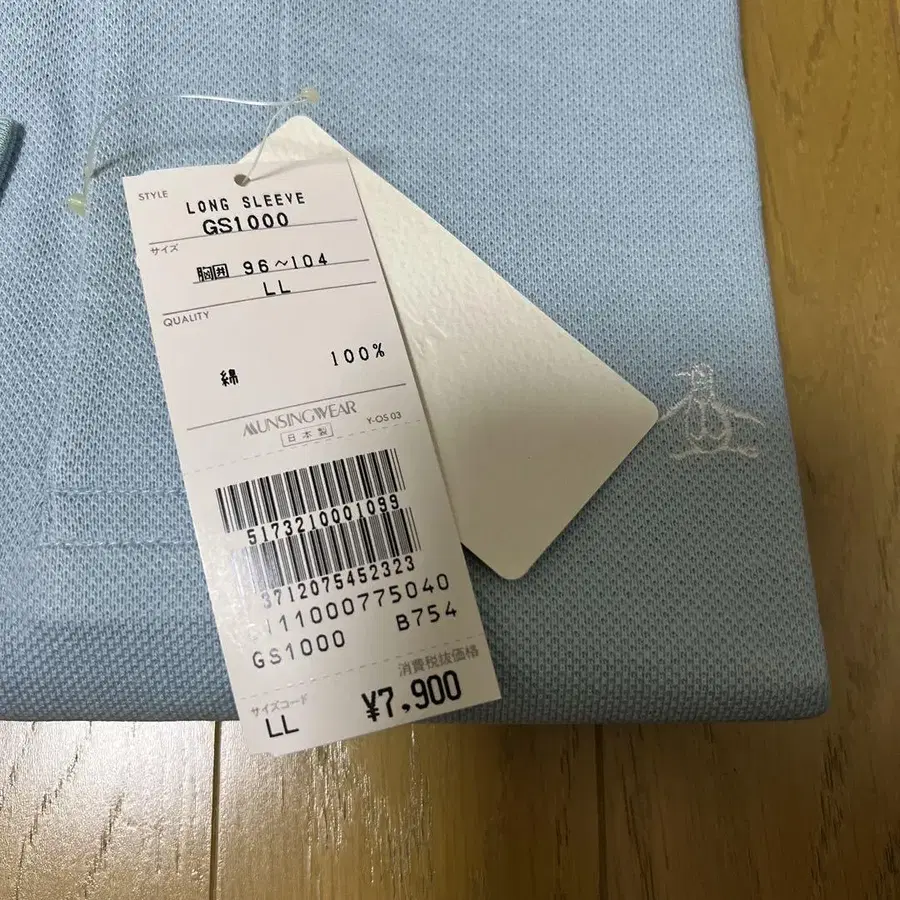 STYLE
LONG SLEEVE
GS1000
サイズ
胸囲 96~104
LL
QUALITY
綿 100%
MUNSINGWEAR
日本製 Y-OS 03
5173210001099
3712075452323
11000775040
GS1000 B754
消費税抜価格
サイズコード
LL ¥7,900